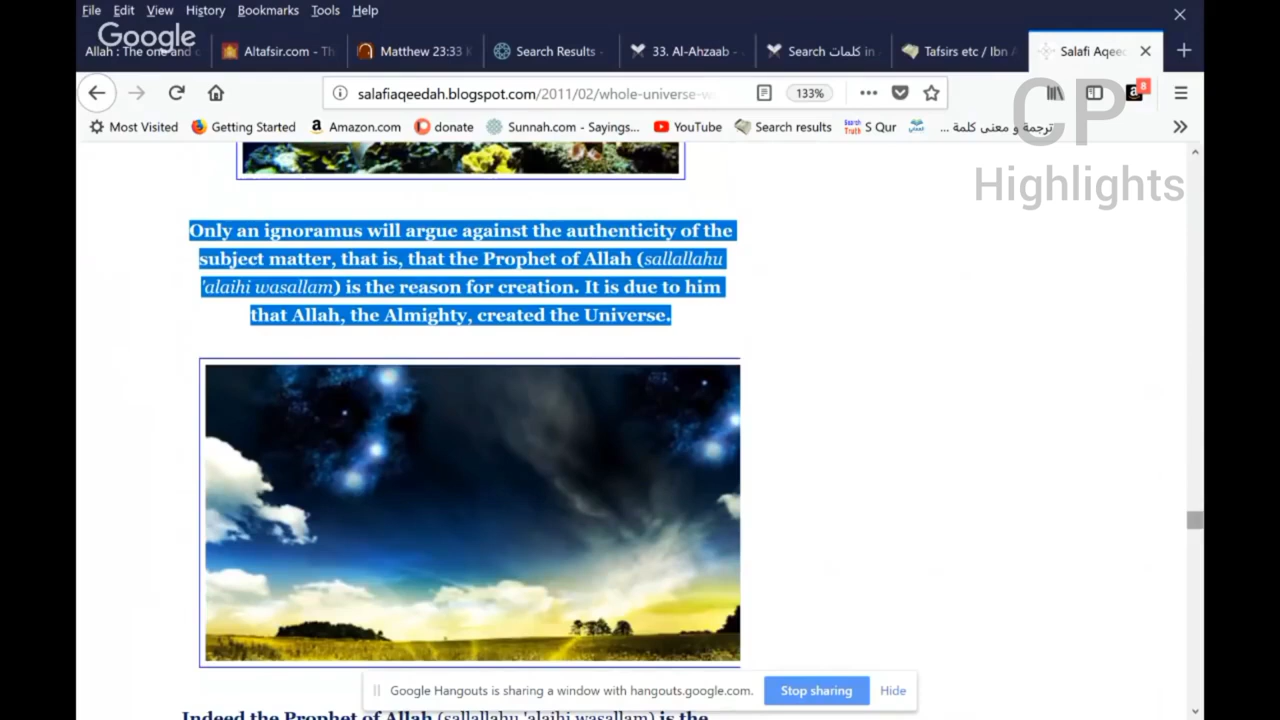 File Edit View History Bookmarks Tools Help
Google
Allah : The one and
Altafsir.com - Th
Matthew 23:33
Search Results -
33. Al-Ahzaab -
Search كلمات in
Tafsirs etc / Ibn
Salafi Aqee
salafiaqeedah.blogspot.com/2011/02/whole-universe-w
133%
8
Most Visited Getting Started Amazon.com donate Sunnah.com - Sayings... YouTube Search results S Qur ترجمة و معنى كلمة ...
CP
Highlights
Only an ignoramus will argue against the authenticity of the
subject matter, that is, that the Prophet of Allah (sallallahu
'alaihi wasallam) is the reason for creation. It is due to him
that Allah, the Almighty, created the Universe.
Google Hangouts is sharing a window with hangouts.google.com. Stop sharing Hide
Indeed the Prophet of Allah (sallallahu 'alaihi wasallam) is the